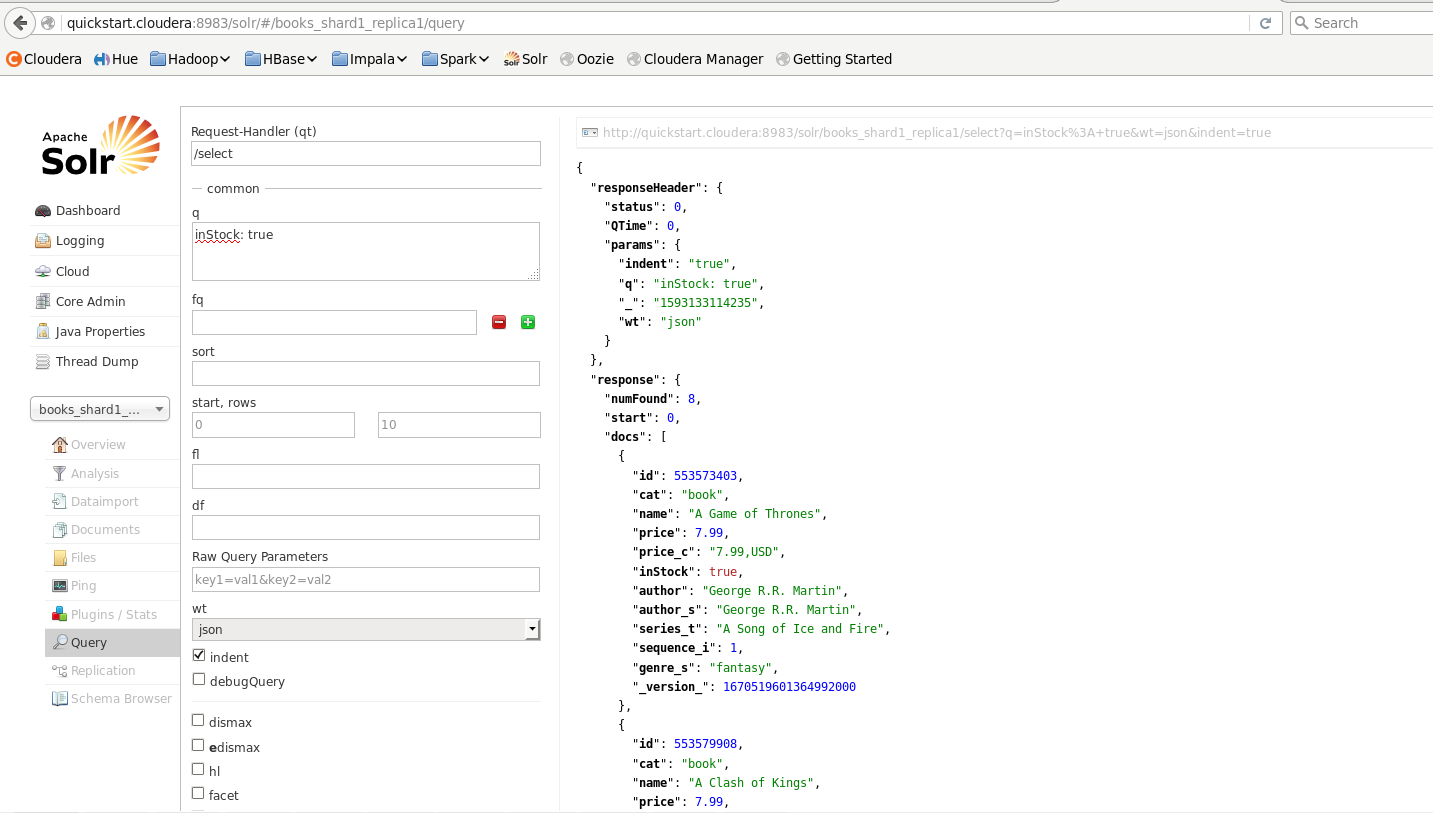 quickstart.cloudera:8983/solr/#/books_shard1_replica1/query
Search
Cloudera Hue Hadoop HBase Impala Spark Solr Oozie Cloudera Manager Getting Started
Apache
Solr
Dashboard
Logging
Cloud
Core Admin
Java Properties
Thread Dump
books_shard1_...
Overview
Analysis
Dataimport
Documents
Files
Ping
Plugins / Stats
Query
Replication
Schema Browser
Request-Handler (qt)
/select
common
q
inStock: true
fq
sort
start, rows
0 10
fl
df
Raw Query Parameters
key1=val1&key2=val2
wt
json
indent
debugQuery
dismax
edismax
hl
facet
http://quickstart.cloudera:8983/solr/books_shard1_replica1/select?q=inStock%3A+true&wt=json&indent=true
{
"responseHeader": {
"status": 0,
"QTime": 0,
"params": {
"indent": "true",
"q": "inStock: true",
"_": "1593133114235",
"wt": "json"
}
},
"response": {
"numFound": 8,
"start": 0,
"docs": [
{
"id": 553573403,
"cat": "book",
"name": "A Game of Thrones",
"price": 7.99,
"price_c": "7.99,USD",
"inStock": true,
"author": "George R.R. Martin",
"author_s": "George R.R. Martin",
"series_t": "A Song of Ice and Fire",
"sequence_i": 1,
"genre_s": "fantasy",
"_version_": 1670519601364992000
},
{
"id": 553579908,
"cat": "book",
"name": "A Clash of Kings",
"price": 7.99,